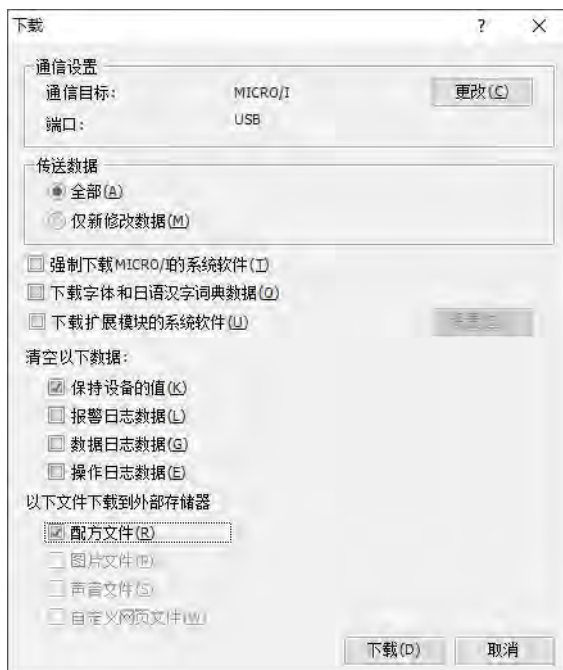 下载 ?
通信设置
通信目标: MICRO/I 更改(C)
端口: USB
传送数据
全部(A)
仅新修改数据(M)
强制下载MICRO/I的系统软件(T)
下载字体和日语汉字词典数据(O)
下载扩展模块的系统软件(U)
清空以下数据:
保持设备的值(K)
报警日志数据(L)
数据日志数据(G)
操作日志数据(E)
以下文件下载到外部存储器
配方文件(R)
图片文件
声音文件(S)
自定义网页文件(W)
下载(D) 取消